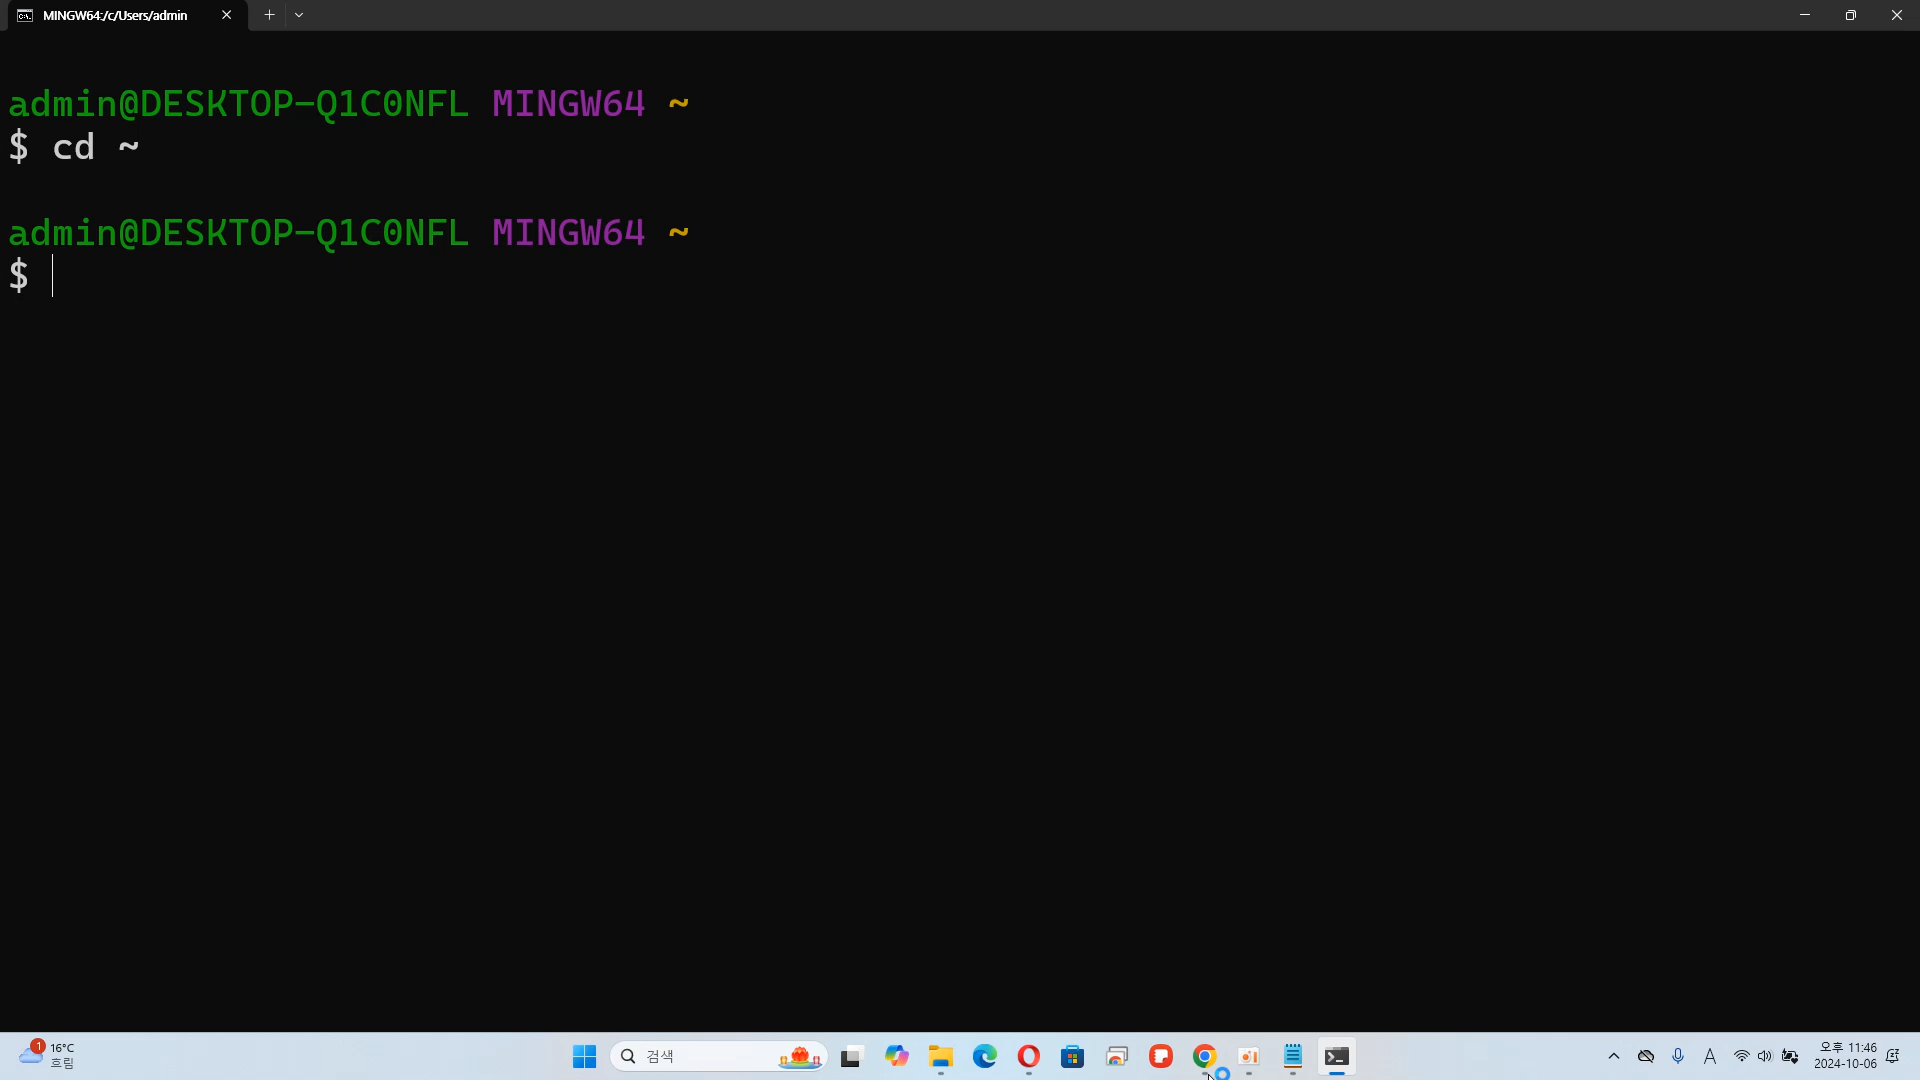 MINGW64:/c/Users/admin
admin@DESKTOP-Q1C0NFL MINGW64 ~
$ cd ~
admin@DESKTOP-Q1C0NFL MINGW64 ~
$
1
16°C
흐림
검색
A
오후 11:46
2024-10-06